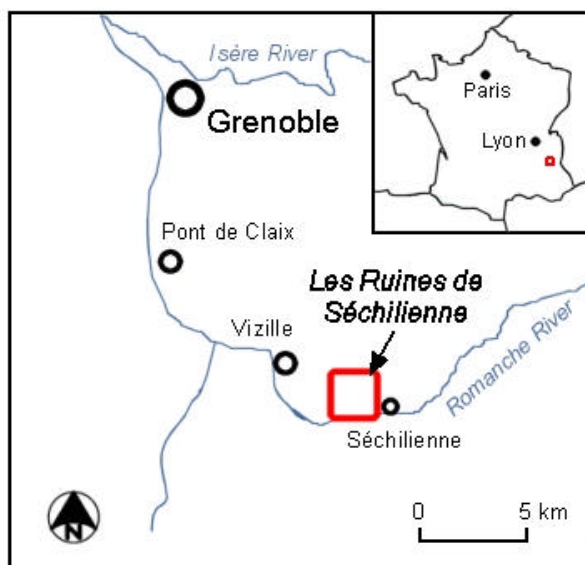 Isère River
Grenoble
Paris
Lyon
Pont de Claix
Les Ruines de
Séchilienne
Vizille
Romanche River
Séchilienne
N
0 5 km